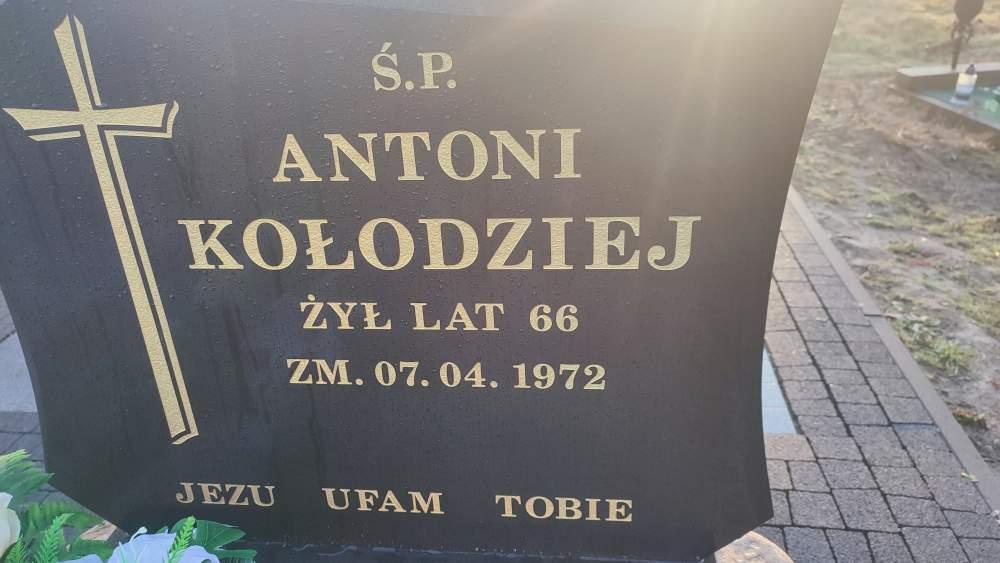 Ś.P.
ANTONI
KOŁODZIEJ
ŻYŁ LAT 66
ZM. 07. 04. 1972
JEZU UFAM TOBIE